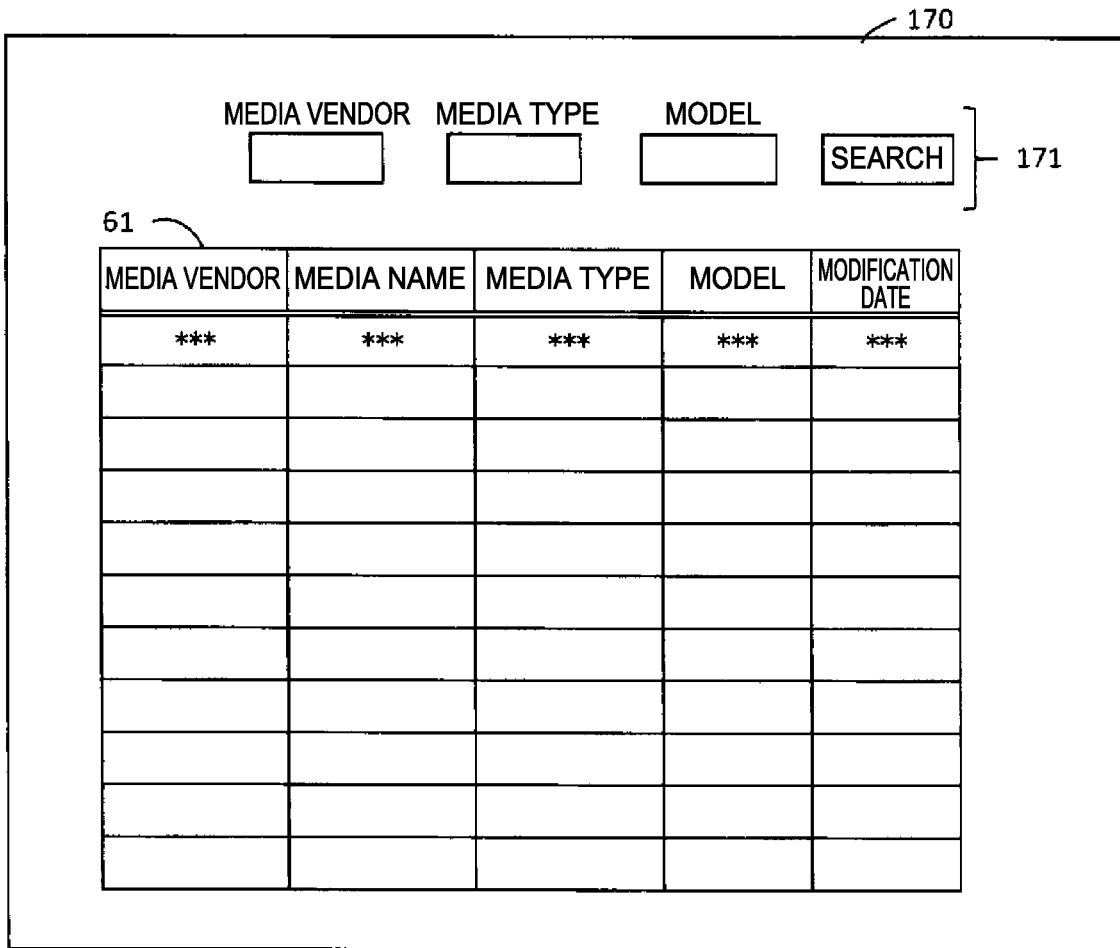 170
MEDIA VENDOR MEDIA TYPE MODEL
SEARCH 171
61
MEDIA VENDOR MEDIA NAME MEDIA TYPE MODEL MODIFICATION DATE
*** *** *** *** ***